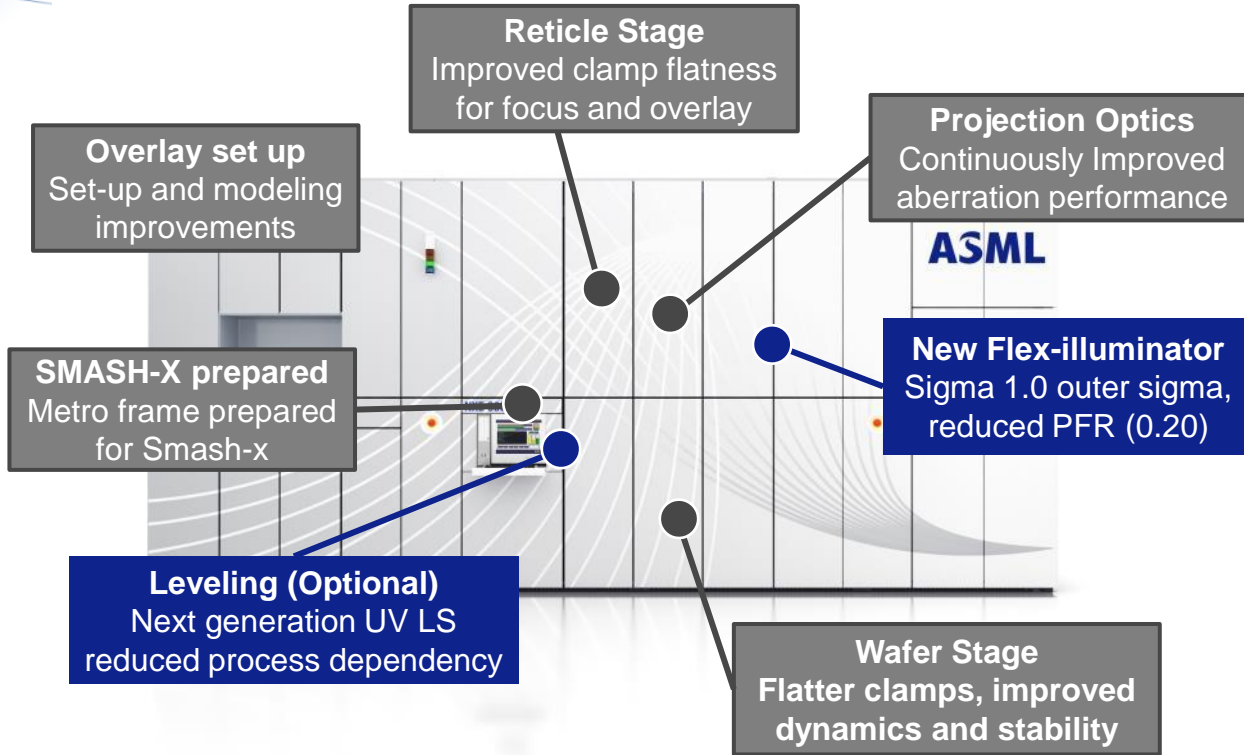 Reticle Stage
Improved clamp flatness
for focus and overlay
Projection Optics
Continuously Improved
aberration performance
Overlay set up
Set-up and modeling
improvements
ASML
New Flex-illuminator
Sigma 1.0 outer sigma,
reduced PFR (0.20)
SMASH-X prepared
Metro frame prepared
for Smash-x
Leveling (Optional)
Next generation UV LS
reduced process dependency
Wafer Stage
Flatter clamps, improved
dynamics and stability